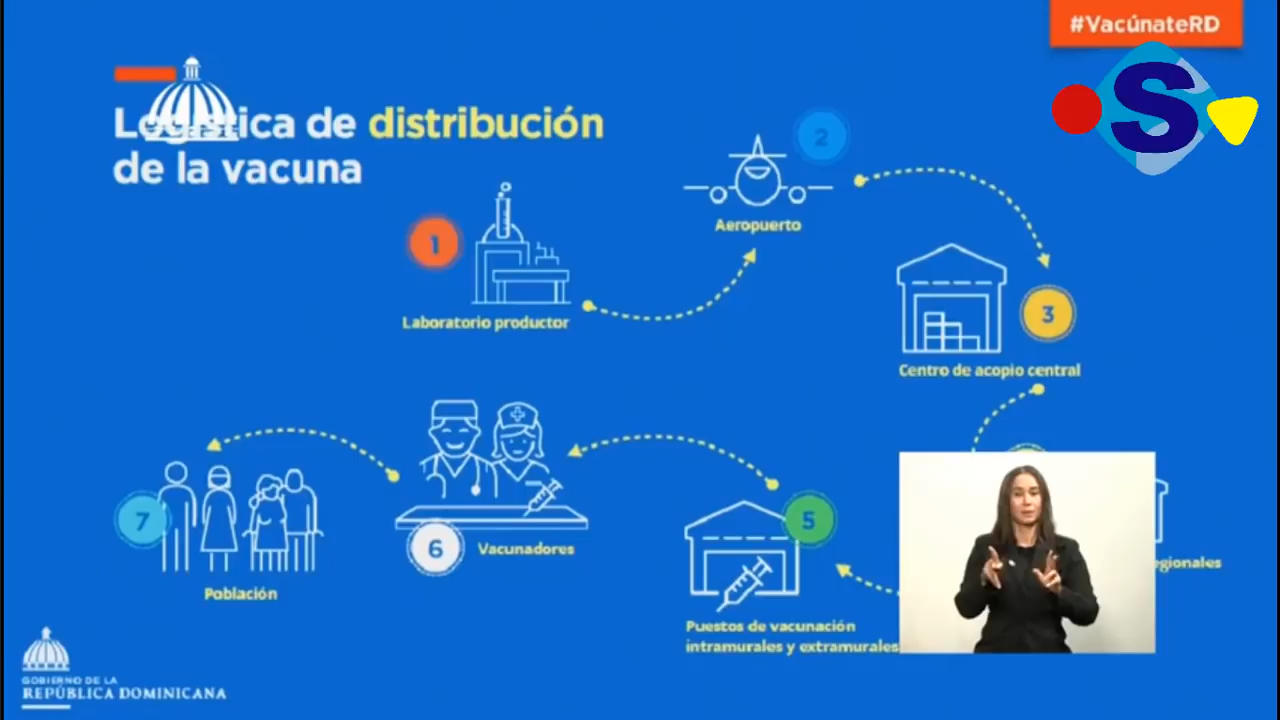 #VacúnateRD
S
Logística de distribución
de la vacuna
1
Laboratorio productor
2
Aeropuerto
3
Centro de acopio central
egionales
5
Puestos de vacunación
intramurales y extramurales
6
Vacunadores
7
Población
GOBIERNO DE LA
REPÚBLICA DOMINICANA